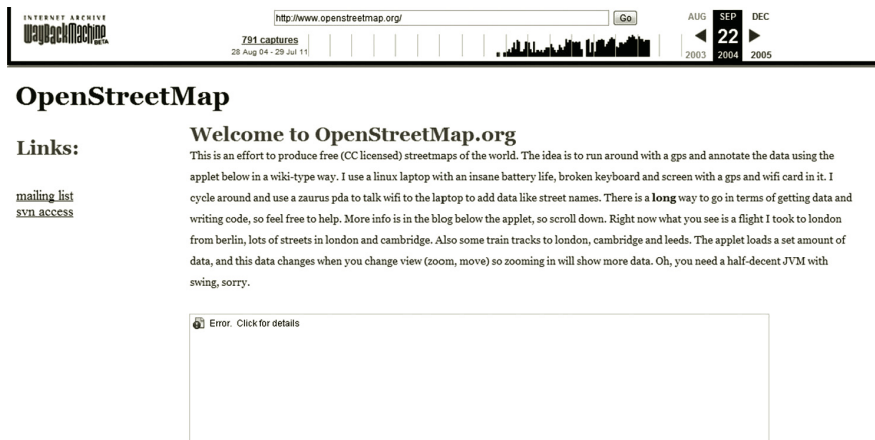 INTERNET ARCHIVE
WayBackMachine
BETA
http://www.openstreetmap.org/
Go
791 captures
28 Aug 04 - 29 Jul 11
AUG SEP DEC
22
2003 2004 2005
OpenStreetMap
Links:
mailing list
svn access
Welcome to OpenStreetMap.org
This is an effort to produce free (CC licensed) streetmaps of the world. The idea is to run around with a gps and annotate the data using the
applet below in a wiki-type way. I use a linux laptop with an insane battery life, broken keyboard and screen with a gps and wifi card in it. I
cycle around and use a zaurus pda to talk wifi to the laptop to add data like street names. There is a long way to go in terms of getting data and
writing code, so feel free to help. More info is in the blog below the applet, so scroll down. Right now what you see is a flight I took to london
from berlin, lots of streets in london and cambridge. Also some train tracks to london, cambridge and leeds. The applet loads a set amount of
data, and this data changes when you change view (zoom, move) so zooming in will show more data. Oh, you need a half-decent JVM with
swing, sorry.
Error. Click for details